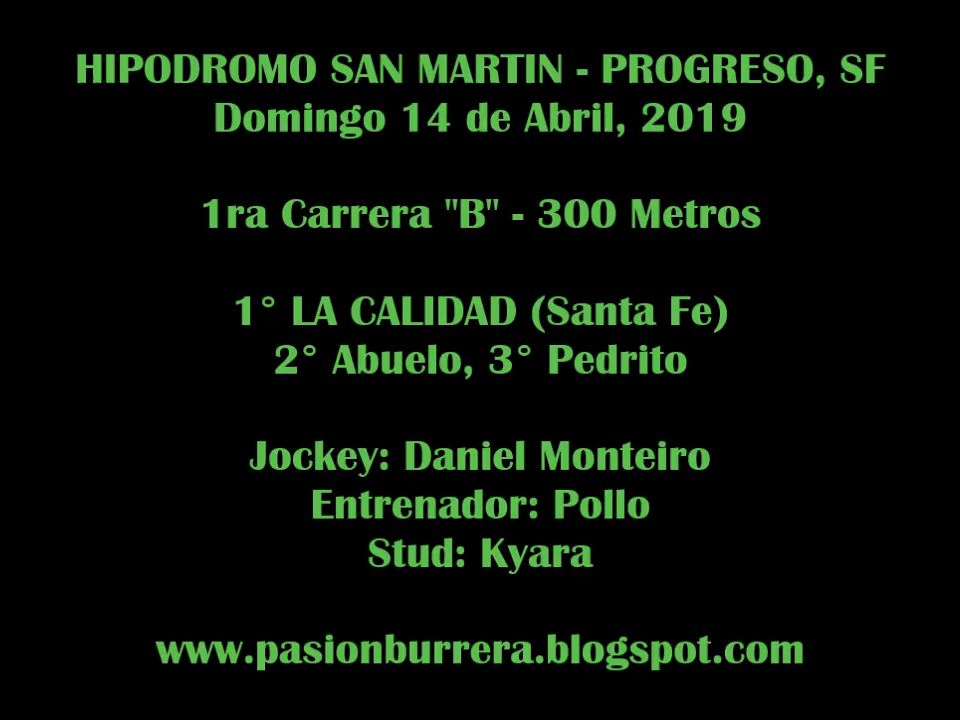 HIPODROMO SAN MARTIN - PROGRESO, SF
Domingo 14 de Abril, 2019
1ra Carrera "B" - 300 Metros
1° LA CALIDAD (Santa Fe)
2° Abuelo, 3° Pedrito
Jockey: Daniel Monteiro
Entrenador: Pollo
Stud: Kyara
www.pasionburrera.blogspot.com